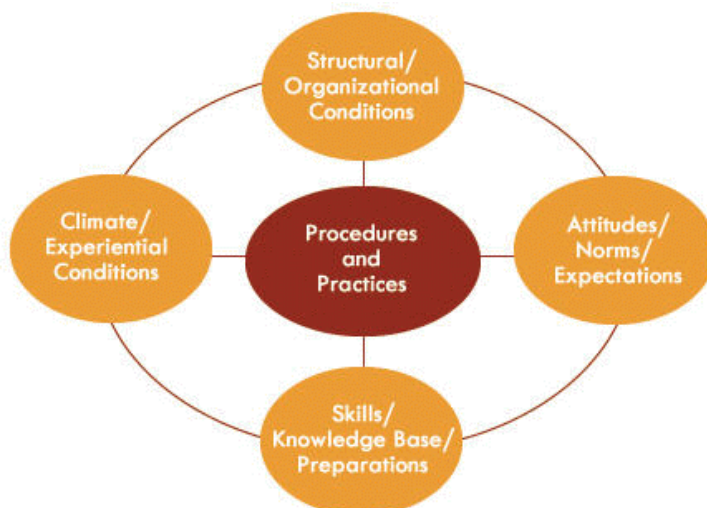 Structural/
Organizational
Conditions
Climate/
Experiential
Conditions
Procedures
and
Practices
Attitudes/
Norms/
Expectations
Skills/
Knowledge Base/
Preparations